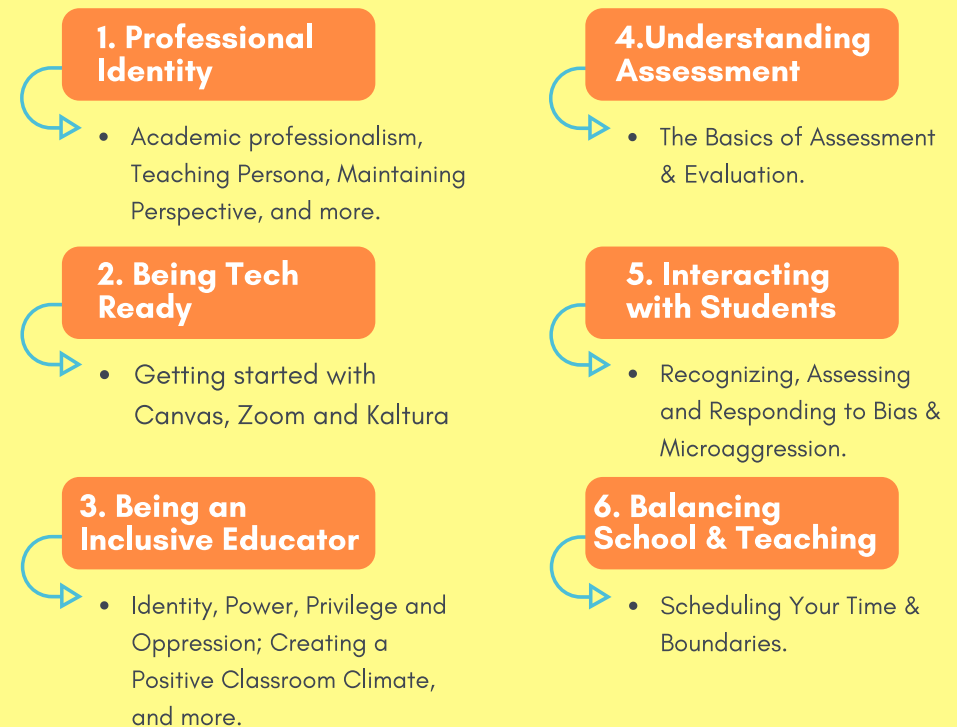 1. Professional
Identity
• Academic professionalism,
Teaching Persona, Maintaining
Perspective, and more.
2. Being Tech
Ready
• Getting started with
Canvas, Zoom and Kaltura
3. Being an
Inclusive Educator
• Identity, Power, Privilege and
Oppression; Creating a
Positive Classroom Climate,
and more.
4.Understanding
Assessment
• The Basics of Assessment
& Evaluation.
5. Interacting
with Students
• Recognizing, Assessing
and Responding to Bias &
Microaggression.
6. Balancing
School & Teaching
• Scheduling Your Time &
Boundaries.